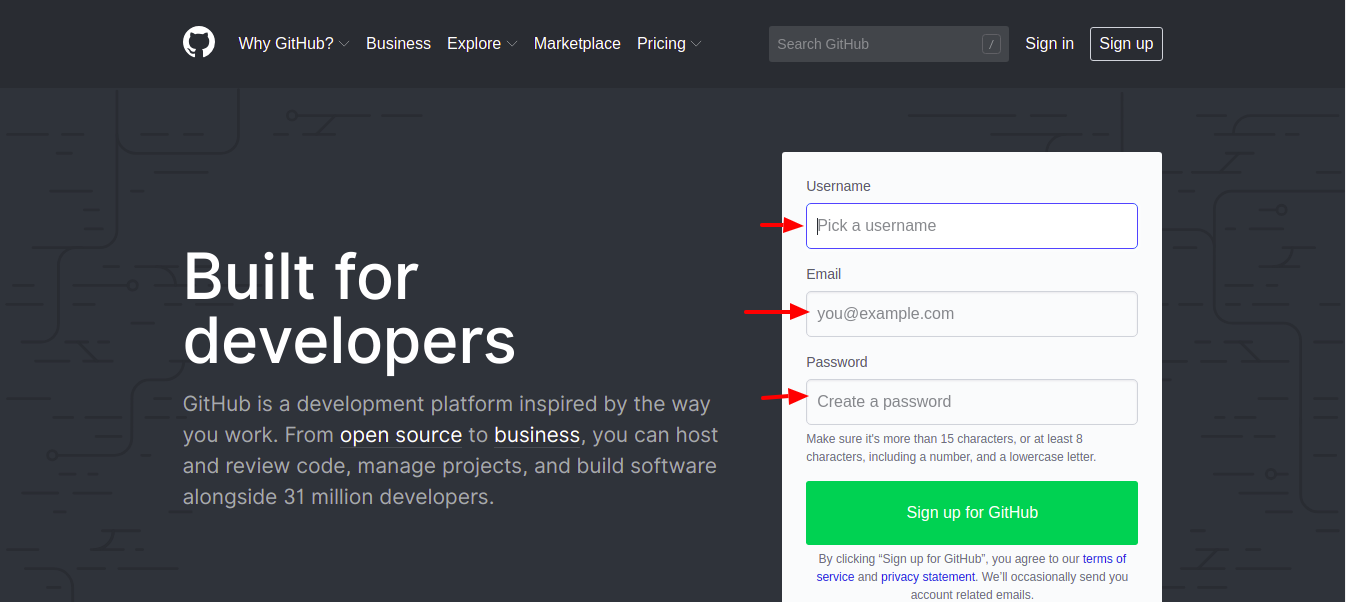 Why GitHub? Business Explore Marketplace Pricing Search GitHub / Sign in Sign up
Built for
developers
GitHub is a development platform inspired by the way
you work. From open source to business, you can host
and review code, manage projects, and build software
alongside 31 million developers.
Username
Pick a username
Email
you@example.com
Password
Create a password
Make sure it's more than 15 characters, or at least 8
characters, including a number, and a lowercase letter.
Sign up for GitHub
By clicking “Sign up for GitHub”, you agree to our terms of
service and privacy statement. We’ll occasionally send you
account related emails.